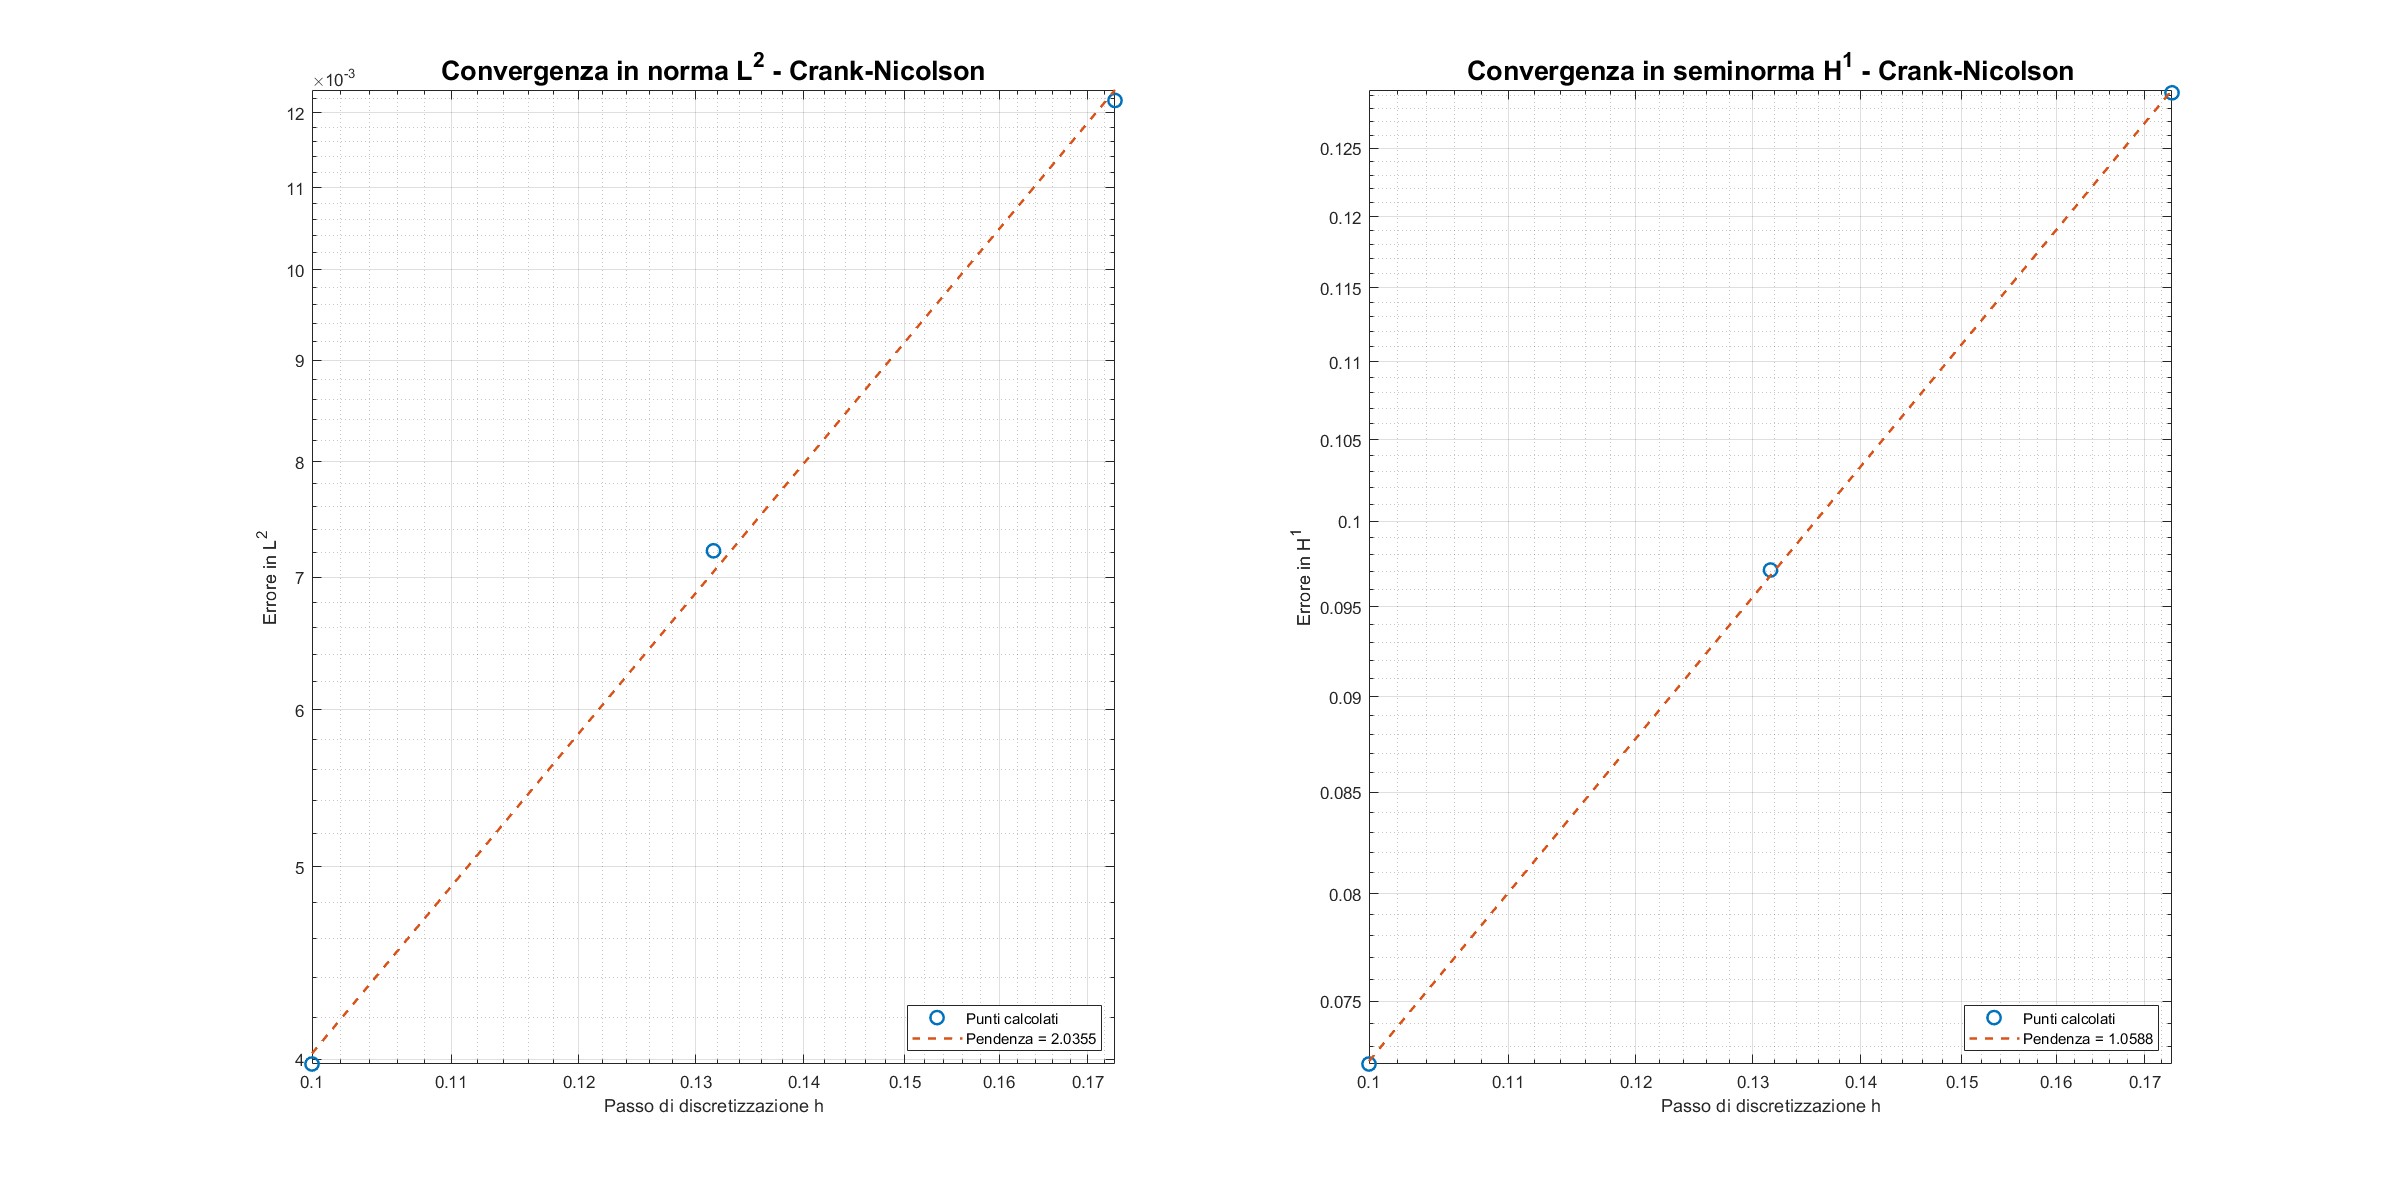 Convergenza in norma L² - Crank-Nicolson
×10⁻³
12
11
10
9
8
7
6
5
4
Errore in L²
0.1 0.11 0.12 0.13 0.14 0.15 0.16 0.17
Passo di discretizzazione h
Punti calcolati
Pendenza = 2.0355
Convergenza in seminorma H¹ - Crank-Nicolson
0.125
0.12
0.115
0.11
0.105
0.1
0.095
0.09
0.085
0.08
0.075
Errore in H¹
0.1 0.11 0.12 0.13 0.14 0.15 0.16 0.17
Passo di discretizzazione h
Punti calcolati
Pendenza = 1.0588